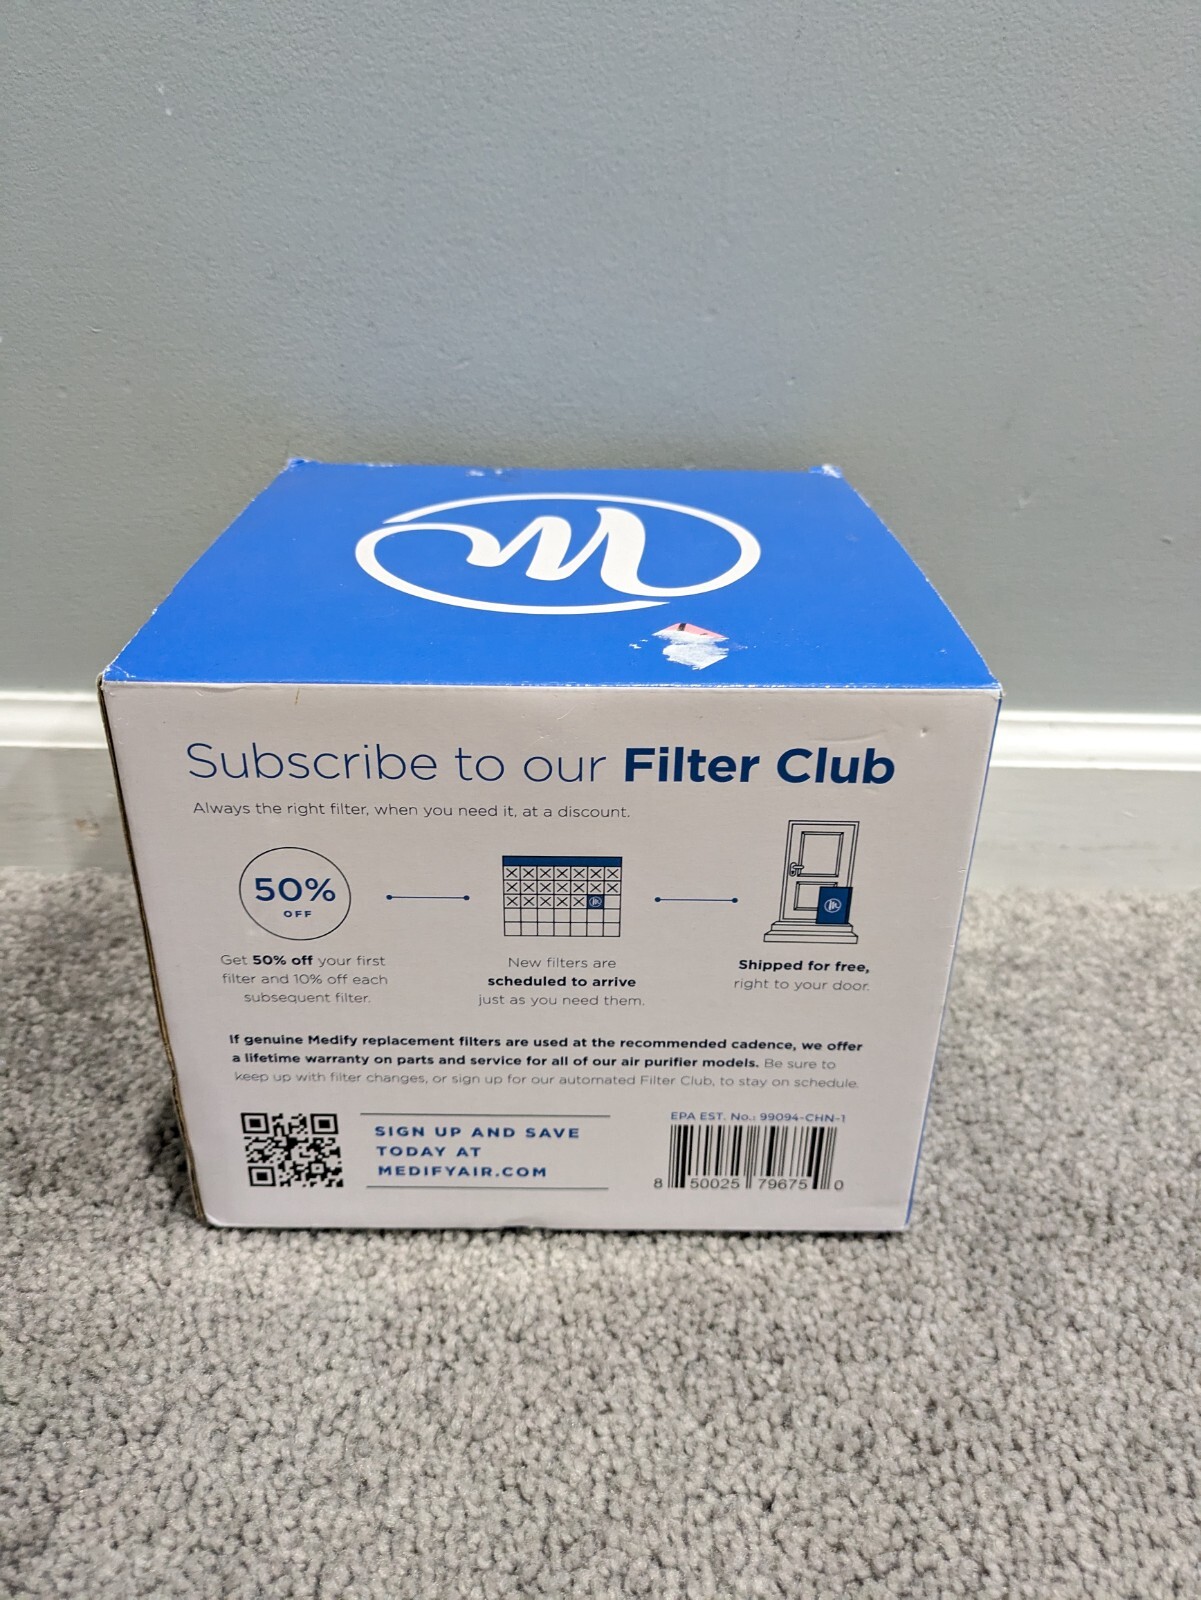 Subscribe to our Filter Club
Always the right filter, when you need it, at a discount.
50%
OFF
Get 50% off your first
filter and 10% off each
subsequent filter.
New filters are
scheduled to arrive
just as you need them.
Shipped for free,
right to your door.
If genuine Medify replacement filters are used at the recommended cadence, we offer
a lifetime warranty on parts and service for all of our air purifier models. Be sure to
keep up with filter changes, or sign up for our automated Filter Club, to stay on schedule.
SIGN UP AND SAVE
TODAY AT
MEDIFYAIR.COM
EPA EST. No.: 99094-CHN-1
8 50025 79675 0